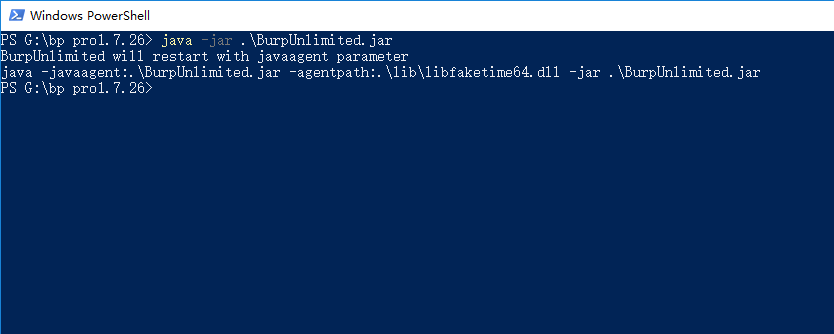 Windows PowerShell
PS G:\bp pro1.7.26> java -jar .\BurpUnlimited.jar
BurpUnlimited will restart with javaagent parameter
java -javaagent:.\BurpUnlimited.jar -agentpath:.\lib\libfaketime64.dll -jar .\BurpUnlimited.jar
PS G:\bp pro1.7.26>